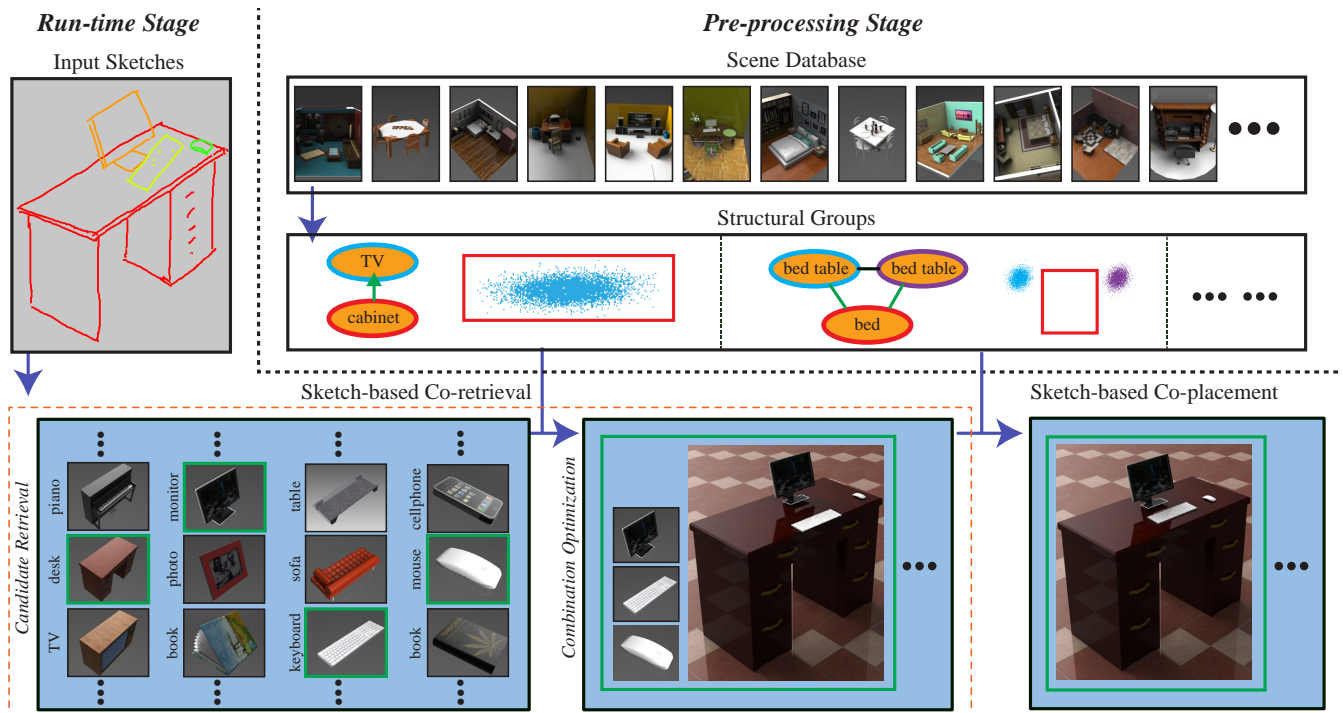 Run-time Stage
Pre-processing Stage
Input Sketches
Scene Database
Structural Groups
TV
cabinet
bed table
bed table
bed
Sketch-based Co-retrieval
Sketch-based Co-placement
Candidate Retrieval
piano
monitor
table
cellphone
desk
photo
sofa
mouse
TV
book
keyboard
book
Combination Optimization